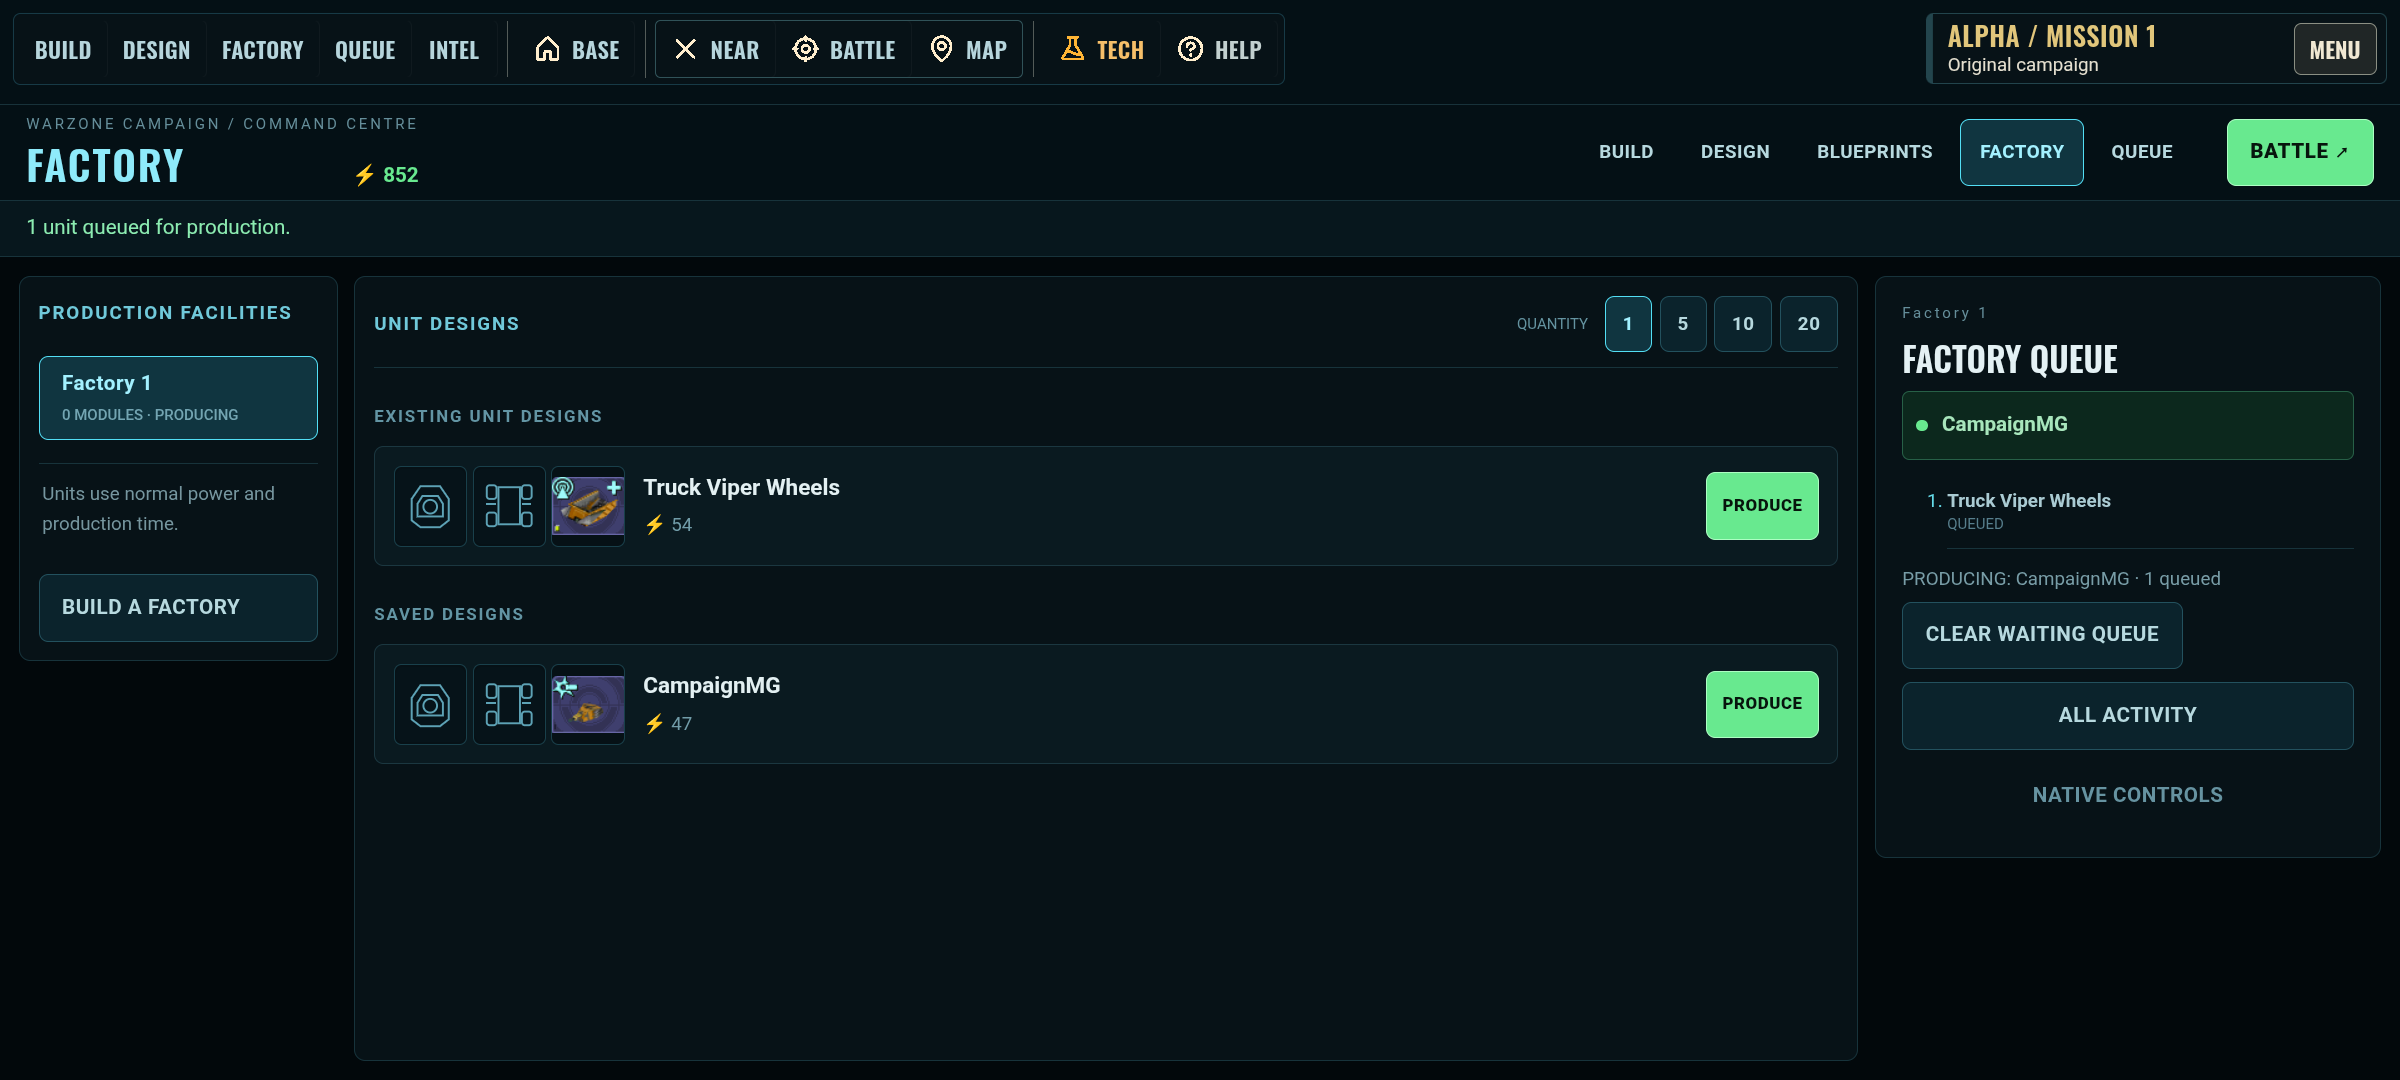 BUILD
DESIGN
FACTORY
QUEUE
INTEL
BASE
NEAR
BATTLE
MAP
TECH
HELP
ALPHA / MISSION 1
Original campaign
MENU
WARZONE CAMPAIGN / COMMAND CENTRE
FACTORY
⚡ 852
BUILD
DESIGN
BLUEPRINTS
FACTORY
QUEUE
BATTLE ↗
1 unit queued for production.
PRODUCTION FACILITIES
Factory 1
0 MODULES · PRODUCING
Units use normal power and
production time.
BUILD A FACTORY
UNIT DESIGNS
QUANTITY
1
5
10
20
EXISTING UNIT DESIGNS
Truck Viper Wheels
⚡ 54
PRODUCE
SAVED DESIGNS
CampaignMG
⚡ 47
PRODUCE
Factory 1
FACTORY QUEUE
CampaignMG
1. Truck Viper Wheels
QUEUED
PRODUCING: CampaignMG · 1 queued
CLEAR WAITING QUEUE
ALL ACTIVITY
NATIVE CONTROLS